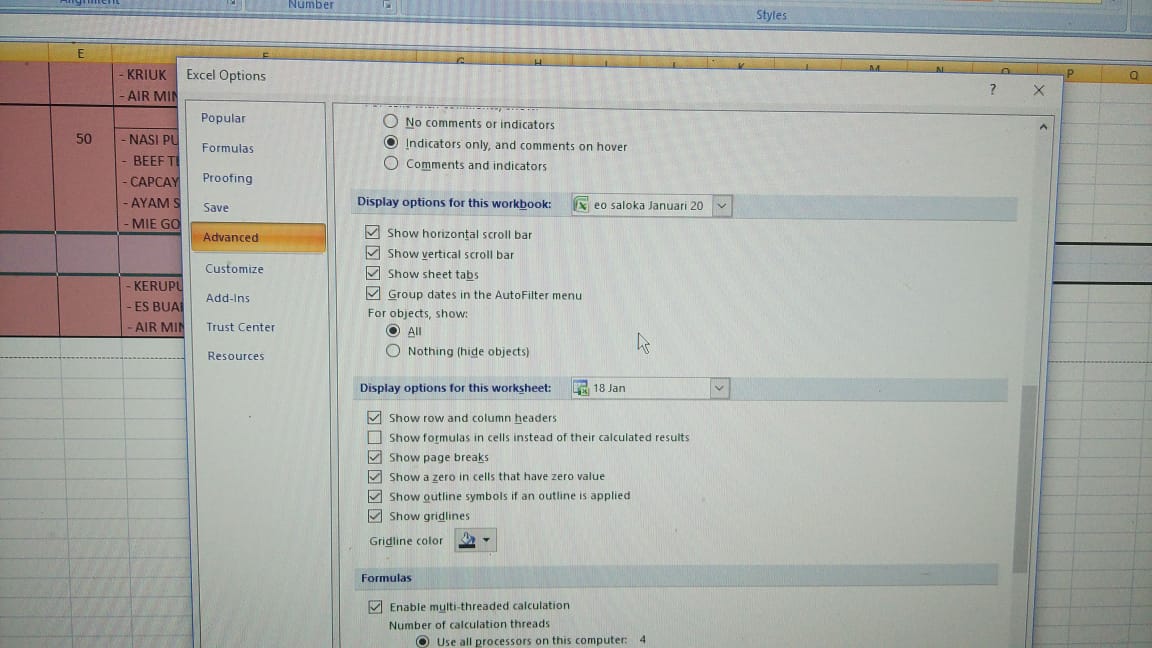 Number
Styles
E
F
G
H
K
M
N
P
Q
Excel Options
?
- KRIUK
- AIR MIN
50
- NASI PU
- BEEF T
- CAPCAY
- AYAM S
- MIE GO
- KERUPU
- ES BUA
- AIR MIN
Popular
Formulas
Proofing
Save
Advanced
Customize
Add-Ins
Trust Center
Resources
No comments or indicators
Indicators only, and comments on hover
Comments and indicators
Display options for this workbook: eo saloka Januari 20
Show horizontal scroll bar
Show vertical scroll bar
Show sheet tabs
Group dates in the AutoFilter menu
For objects, show:
All
Nothing (hide objects)
Display options for this worksheet: 18 Jan
Show row and column headers
Show formulas in cells instead of their calculated results
Show page breaks
Show a zero in cells that have zero value
Show outline symbols if an outline is applied
Show gridlines
Gridline color
Formulas
Enable multi-threaded calculation
Number of calculation threads
Use all processors on this computer: 4